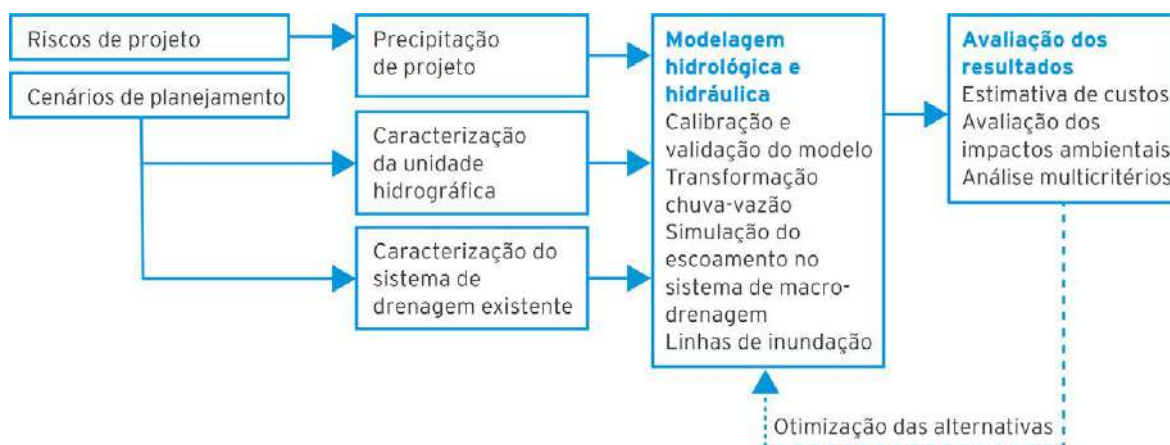 Riscos de projeto
Cenários de planejamento
Precipitação
de projeto
Caracterização
da unidade
hidrográfica
Caracterização do
sistema de
drenagem existente
Modelagem
hidrológica e
hidráulica
Calibração e
validação do modelo
Transformação
chuva-vazão
Simulação do
escoamento no
sistema de macro-
drenagem
Linhas de inundação
Avaliação dos
resultados
Estimativa de custos
Avaliação dos
impactos ambientais
Análise multicritérios
Otimização das alternativas